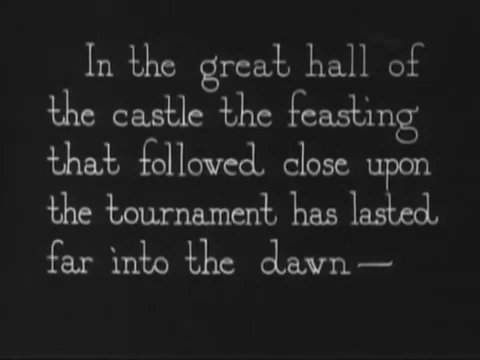 In the great hall of
the castle the feasting
that followed close upon
the tournament has lasted
far into the dawn —